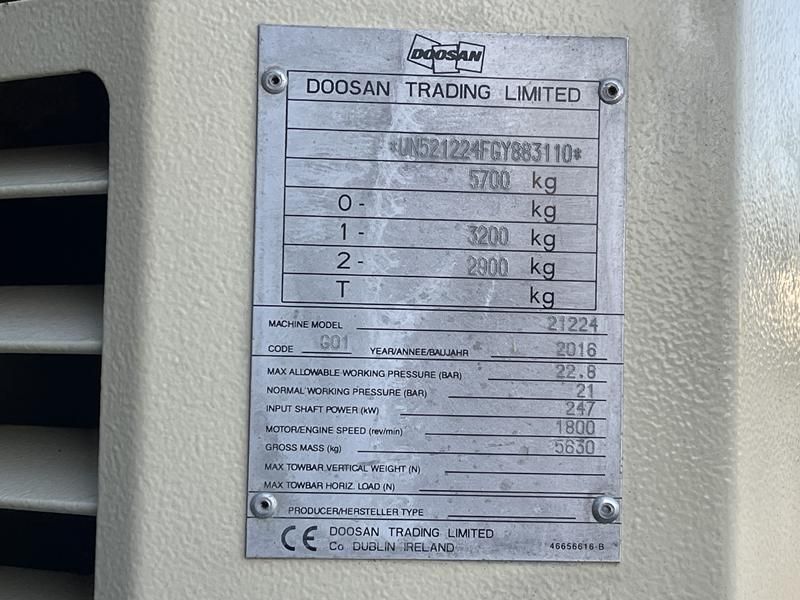 DOOSAN
DOOSAN TRADING LIMITED
*UN521224FGY883110*
5700 kg
0- kg
1- 3200 kg
2- 2900 kg
T kg
MACHINE MODEL 21224
CODE G01 YEAR/ANNEE/BAUJAHR 2016
MAX ALLOWABLE WORKING PRESSURE (BAR) 22.8
NORMAL WORKING PRESSURE (BAR) 21
INPUT SHAFT POWER (kW) 247
MOTOR/ENGINE SPEED (rev/min) 1800
GROSS MASS (kg) 5630
MAX TOWBAR VERTICAL WEIGHT (N)
MAX TOWBAR HORIZ. LOAD (N)
PRODUCER/HERSTELLER TYPE
CE DOOSAN TRADING LIMITED
Co DUBLIN IRELAND 46656616-B